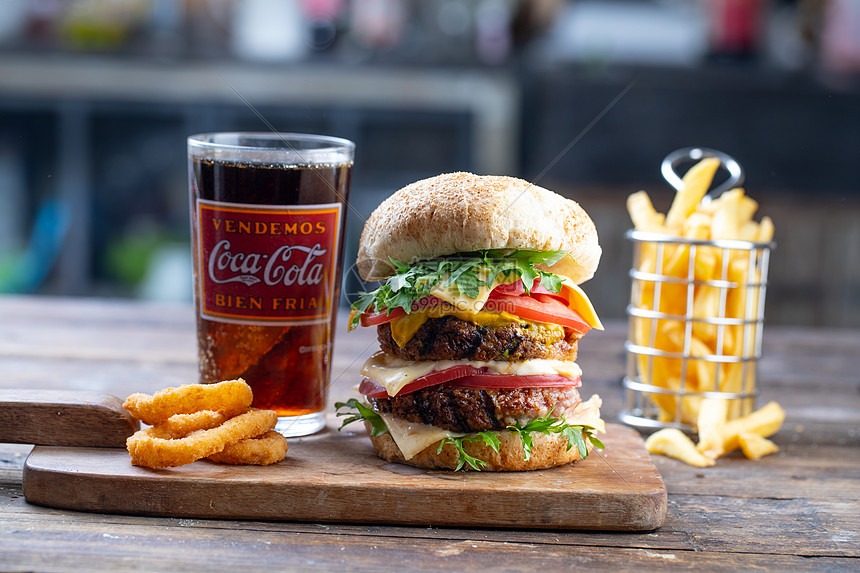 VENDEMOS
Coca-Cola
BIEN FRIA